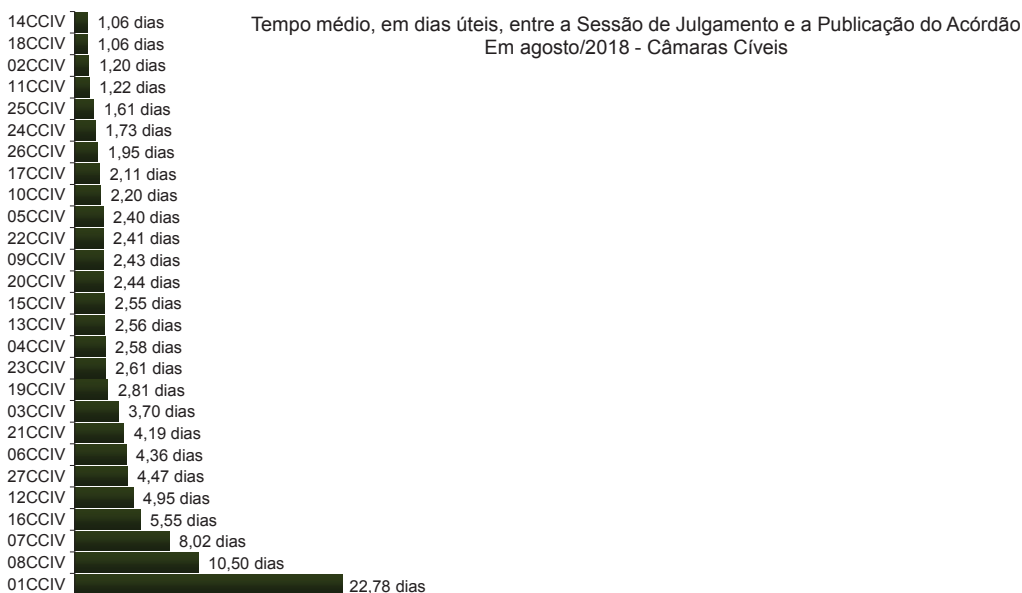 Tempo médio, em dias úteis, entre a Sessão de Julgamento e a Publicação do Acórdão
Em agosto/2018 - Câmaras Cíveis
14CCIV 1,06 dias
18CCIV 1,06 dias
02CCIV 1,20 dias
11CCIV 1,22 dias
25CCIV 1,61 dias
24CCIV 1,73 dias
26CCIV 1,95 dias
17CCIV 2,11 dias
10CCIV 2,20 dias
05CCIV 2,40 dias
22CCIV 2,41 dias
09CCIV 2,43 dias
20CCIV 2,44 dias
15CCIV 2,55 dias
13CCIV 2,56 dias
04CCIV 2,58 dias
23CCIV 2,61 dias
19CCIV 2,81 dias
03CCIV 3,70 dias
21CCIV 4,19 dias
06CCIV 4,36 dias
27CCIV 4,47 dias
12CCIV 4,95 dias
16CCIV 5,55 dias
07CCIV 8,02 dias
08CCIV 10,50 dias
01CCIV 22,78 dias